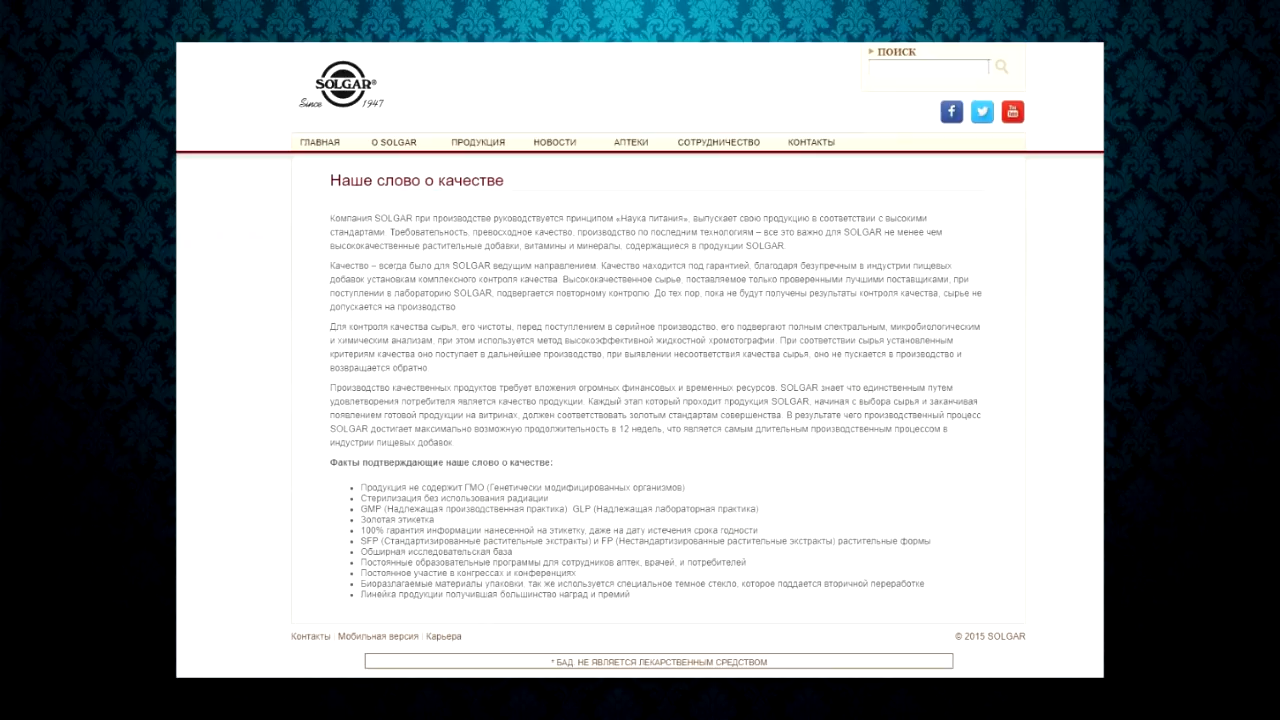 SOLGAR®
Since 1947
ПОИСК
You Tube
ГЛАВНАЯ О SOLGAR ПРОДУКЦИЯ НОВОСТИ АПТЕКИ СОТРУДНИЧЕСТВО КОНТАКТЫ
Наше слово о качестве
Компания SOLGAR при производстве руководствуется принципом «Наука питания», выпускает свою продукцию в соответствии с высокими
стандартами. Требовательность, превосходное качество, производство по последним технологиям – все это важно для SOLGAR не менее чем
высококачественные растительные добавки, витамины и минералы, содержащиеся в продукции SOLGAR.
Качество – всегда было для SOLGAR ведущим направлением. Качество находится под гарантией, благодаря безупречным в индустрии пищевых
добавок установкам комплексного контроля качества. Высококачественное сырье, поставляемое только проверенными лучшими поставщиками, при
поступлении в лабораторию SOLGAR, подвергается повторному контролю. До тех пор, пока не будут получены результаты контроля качества, сырье не
допускается на производство
Для контроля качества сырья, его чистоты, перед поступлением в серийное производство, его подвергают полным спектральным, микробиологическим
и химическим анализам, при этом используется метод высокоэффективной жидкостной хромотографии. При соответствии сырья установленным
критериям качества оно поступает в дальнейшее производство, при выявлении несоответствия качества сырья, оно не пускается в производство и
возвращается обратно
Производство качественных продуктов требует вложения огромных финансовых и временных ресурсов. SOLGAR знает что единственным путем
удовлетворения потребителя является качество продукции. Каждый этап который проходит продукция SOLGAR, начиная с выбора сырья и заканчивая
появлением готовой продукции на витринах, должен соответствовать золотым стандартам совершенства. В результате чего производственный процесс
SOLGAR достигает максимально возможную продолжительность в 12 недель, что является самым длительным производственным процессом в
индустрии пищевых добавок
Факты подтверждающие наше слово о качестве:
• Продукция не содержит ГМО (Генетически модифицированных организмов)
• Стерилизация без использования радиации
• GMP (Надлежащая производственная практика). GLP (Надлежащая лабораторная практика)
• Золотая этикетка
• 100% гарантия информации нанесенной на этикетку, даже на дату истечения срока годности
• SFP (Стандартизированные растительные экстракты) и FP (Нестандартизированные растительные экстракты) растительные формы
• Обширная исследовательская база
• Постоянные образовательные программы для сотрудников аптек, врачей, и потребителей
• Постоянное участие в конгрессах и конференциях
• Биоразлагаемые материалы упаковки, так же используется специальное темное стекло, которое поддается вторичной переработке
• Линейка продукции получившая большинство наград и премий
Контакты | Мобильная версия | Карьера © 2015 SOLGAR
* БАД. НЕ ЯВЛЯЕТСЯ ЛЕКАРСТВЕННЫМ СРЕДСТВОМ